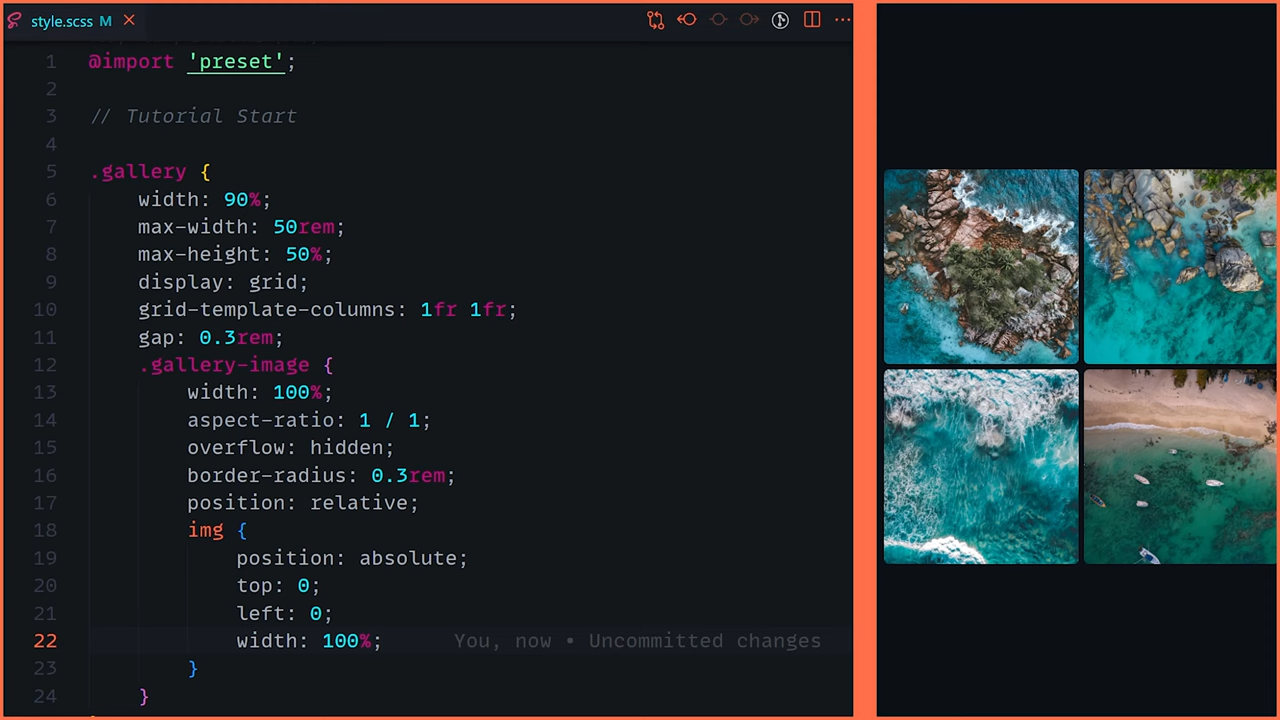 style.scss M
1 @import 'preset';
2
3 // Tutorial Start
4
5 .gallery {
6 width: 90%;
7 max-width: 50rem;
8 max-height: 50%;
9 display: grid;
10 grid-template-columns: 1fr 1fr;
11 gap: 0.3rem;
12 .gallery-image {
13 width: 100%;
14 aspect-ratio: 1 / 1;
15 overflow: hidden;
16 border-radius: 0.3rem;
17 position: relative;
18 img {
19 position: absolute;
20 top: 0;
21 left: 0;
22 width: 100%; You, now • Uncommitted changes
23 }
24 }